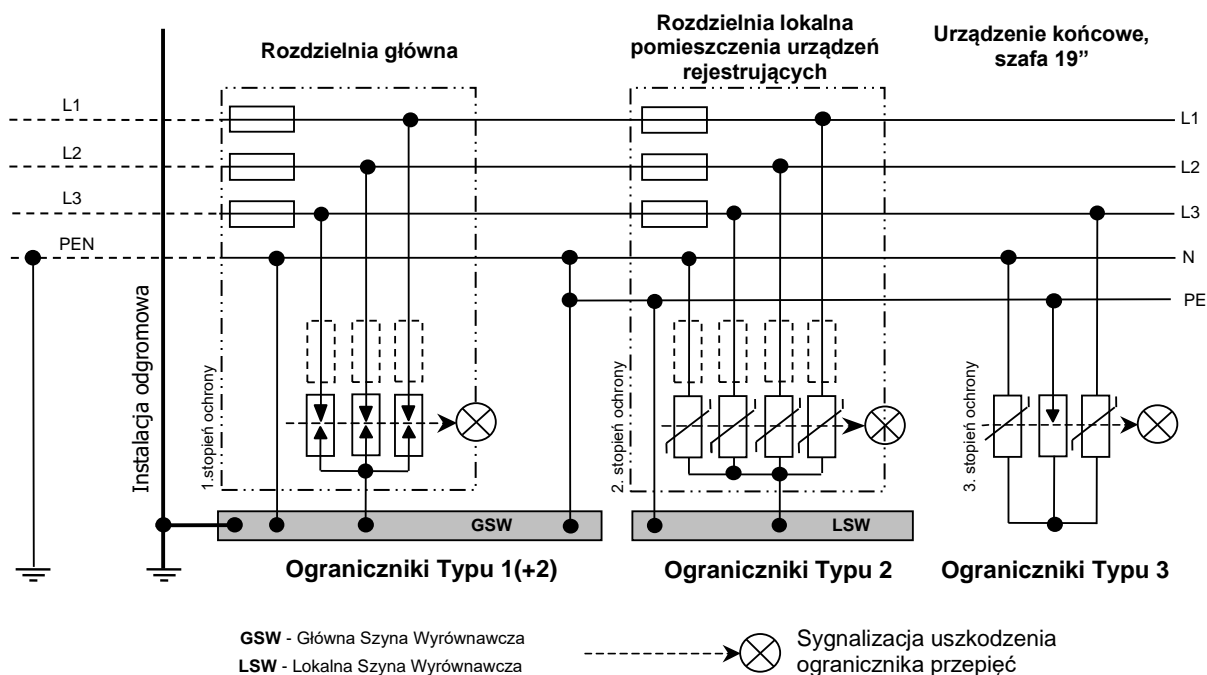 Rozdzielnia główna
Rozdzielnia lokalna
pomieszczenia urządzeń
rejestrujących
Urządzenie końcowe,
szafa 19”
L1
L2
L3
PEN
L1
L2
L3
N
PE
Instalacja odgromowa
1.stopień ochrony
2. stopień ochrony
3. stopień ochrony
GSW
LSW
Ograniczniki Typu 1(+2)
Ograniczniki Typu 2
Ograniczniki Typu 3
GSW - Główna Szyna Wyrównawcza
LSW - Lokalna Szyna Wyrównawcza
Sygnalizacja uszkodzenia
ogranicznika przepięć